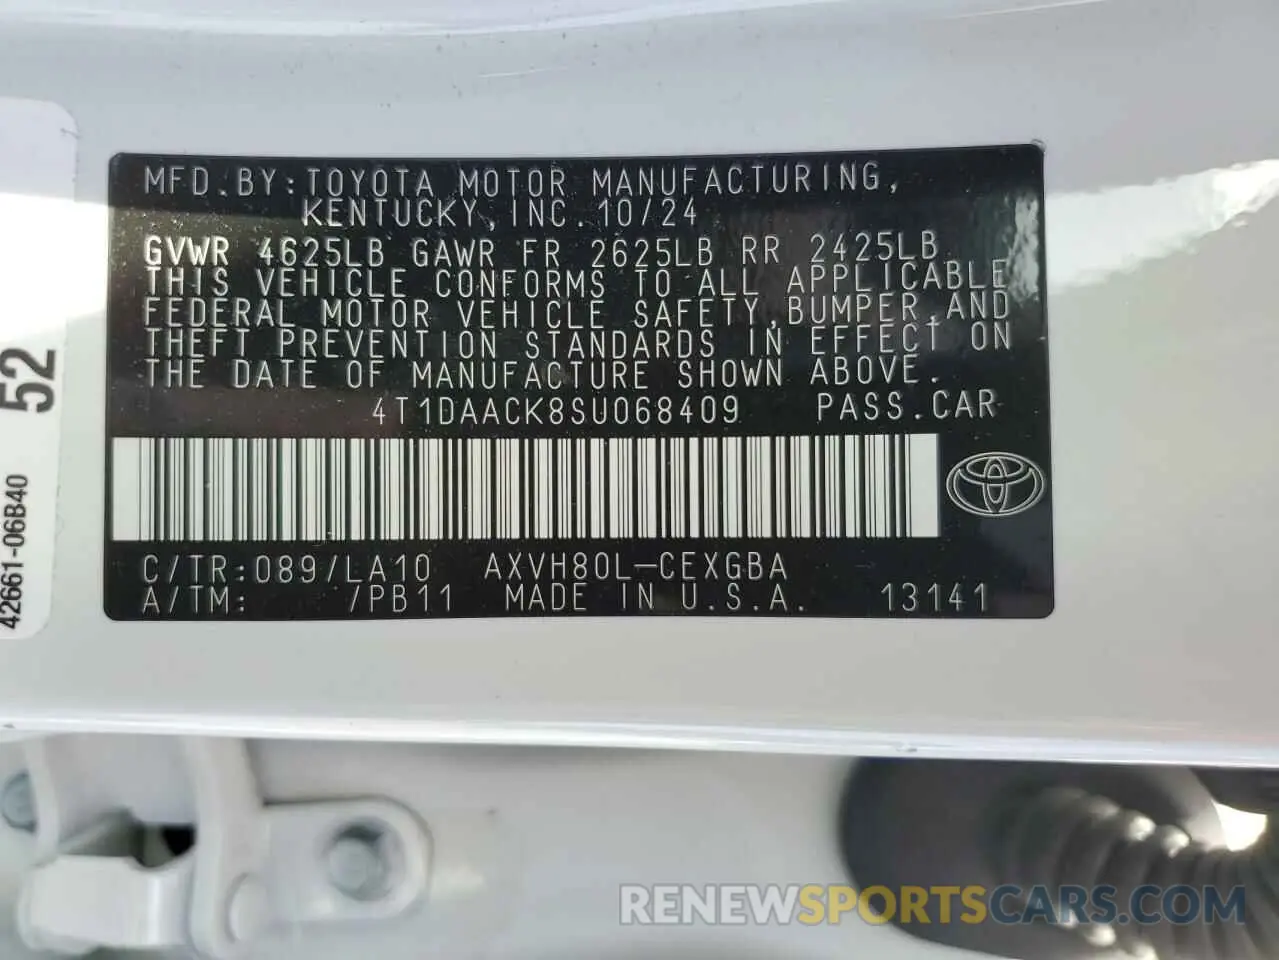 MFD.BY:TOYOTA MOTOR MANUFACTURING,
KENTUCKY, INC. 10/24
GVWR 4625LB GAWR FR 2625LB RR 2425LB
THIS VEHICLE CONFORMS TO ALL APPLICABLE
FEDERAL MOTOR VEHICLE SAFETY, BUMPER, AND
THEFT PREVENTION STANDARDS IN EFFECT ON
THE DATE OF MANUFACTURE SHOWN ABOVE.
4T1DAACK8SU068409 PASS.CAR
C/TR:089/LA10 AXVH80L-CEXGBA
A/TM: /PB11 MADE IN U.S.A. 13141
52
42661-06B40
RENEWSPORTSCARS.COM